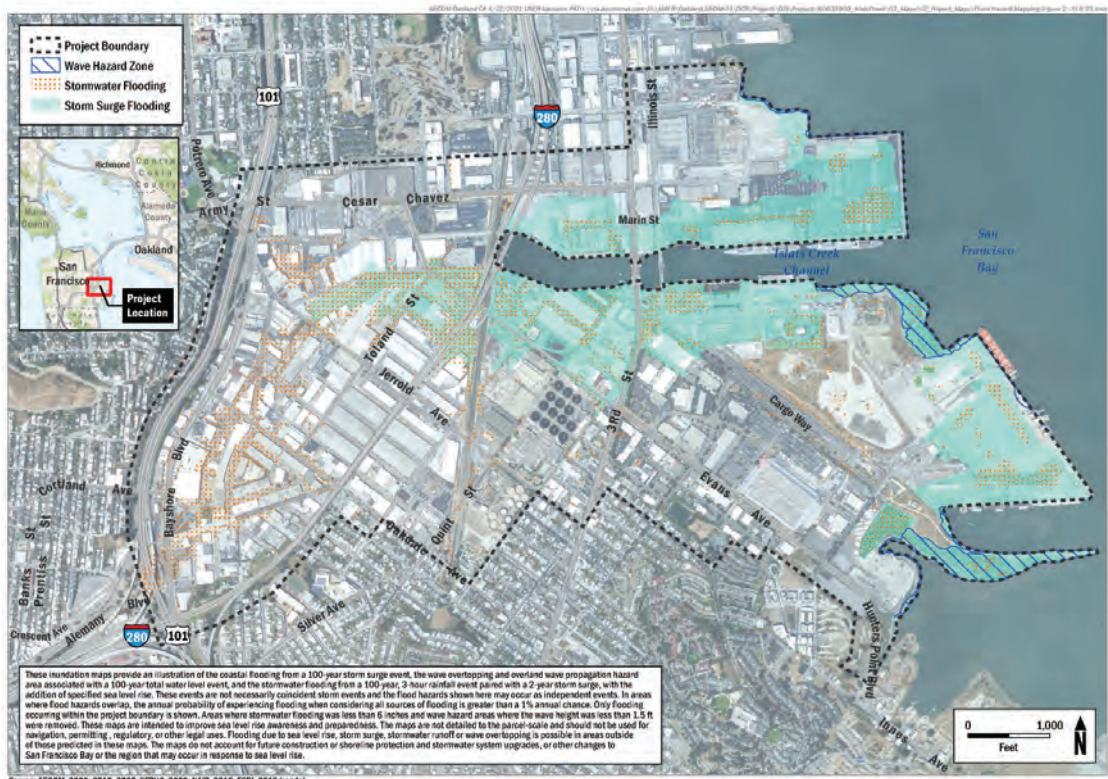 Project Boundary
Wave Hazard Zone
Stormwater Flooding
Storm Surge Flooding
101
280
Illinois St
Richmond
Contra
Costa
County
Marin
County
Alameda
County
Oakland
San
Francisco
Project
Location
Potrero Ave
Army St
Cesar Chavez
Marin St
Islais Creek
Channel
San
Francisco
Bay
Toland St
Jerrold Ave
3Rd St
Cargo Way
Evans Ave
Bayshore Blvd
Cortland Ave
Quint St
Oakdale Ave
Banks St
Prentiss St
Silver Ave
Crescent Ave
Alemany Blvd
280
101
Hunters Point Blvd
Innes Ave
These inundation maps provide an illustration of the coastal flooding from a 100-year storm surge event, the wave overtopping and overland wave propagation hazard
area associated with a 100-year total water level event, and the stormwater flooding from a 100-year, 3-hour rainfall event paired with a 2-year storm surge, with the
addition of specified sea level rise. These events are not necessarily coincident storm events and the flood hazards shown here may occur as independent events. In areas
where flood hazards overlap, the annual probability of experiencing flooding when considering all sources of flooding is greater than a 1% annual chance. Only flooding
occurring within the project boundary is shown. Areas where stormwater flooding was less than 6 inches and wave hazard areas where the wave height was less than 1.5 ft
were removed. These maps are intended to improve sea level rise awareness and preparedness. The maps are not detailed to the parcel-scale and should not be used for
navigation, permitting, regulatory, or other legal uses. Flooding due to sea level rise, storm surge, stormwater runoff or wave overtopping is possible in areas outside
of those predicted in these maps. The maps do not account for future construction or shoreline protection and stormwater system upgrades, or other changes to
San Francisco Bay or the region that may occur in response to sea level rise.
0 1,000
Feet
N